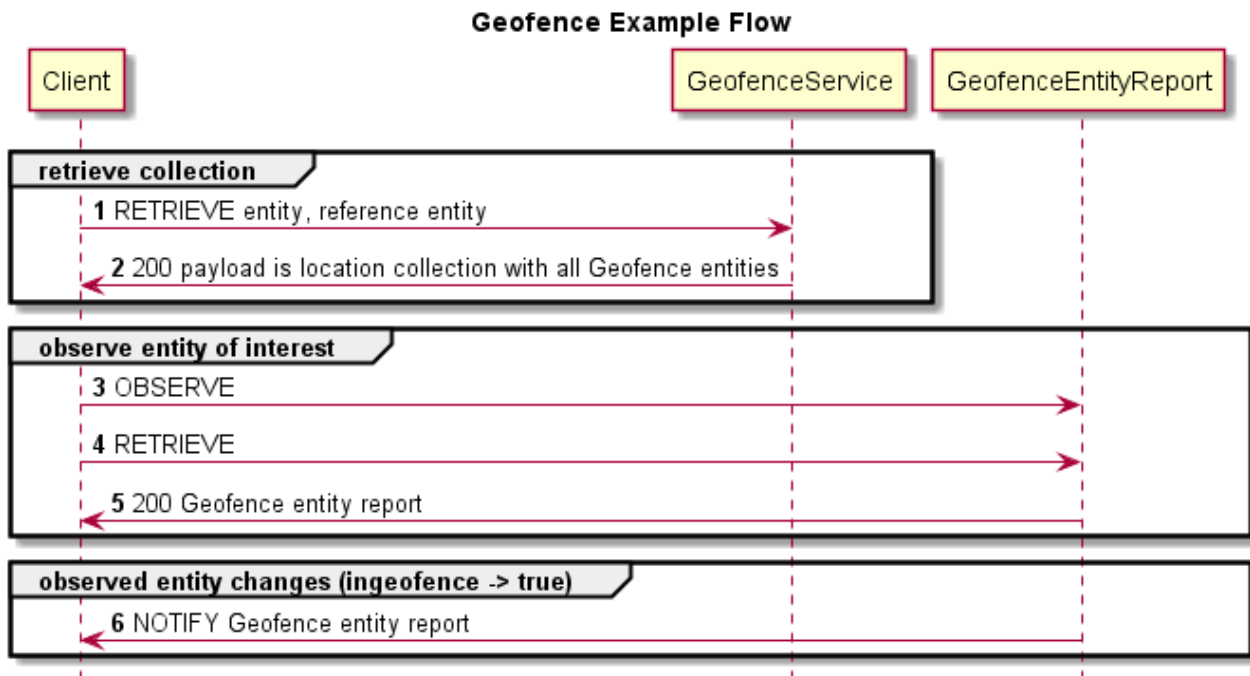 Geofence Example Flow
Client
GeofenceService
GeofenceEntityReport
retrieve collection
1 RETRIEVE entity, reference entity
2 200 payload is location collection with all Geofence entities
observe entity of interest
3 OBSERVE
4 RETRIEVE
5 200 Geofence entity report
observed entity changes (ingeofence -> true)
6 NOTIFY Geofence entity report